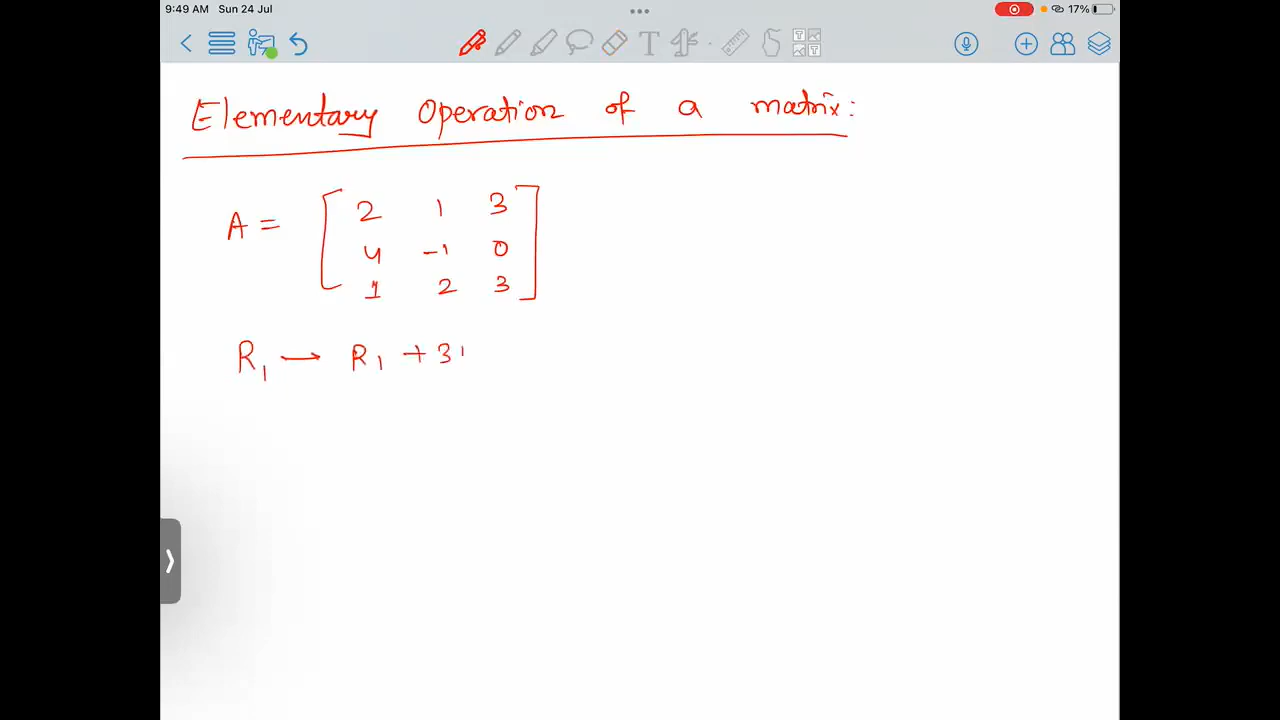 9:49 AM Sun 24 Jul 17%
Elementary Operation of a matrix:
A = [ 2 1 3
4 -1 0
1 2 3 ]
R₁ → R₁ + 3